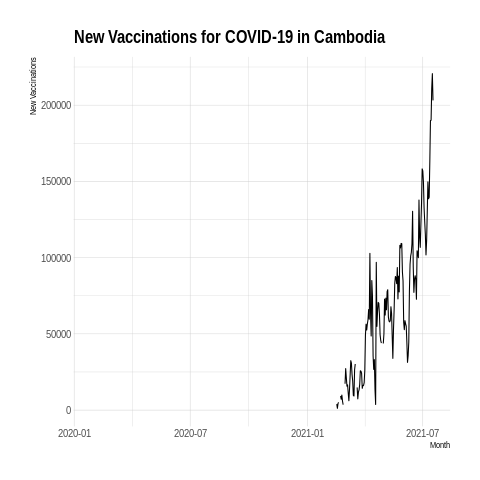 New Vaccinations for COVID-19 in Cambodia
New Vaccinations
200000
150000
100000
50000
0
2020-01 2020-07 2021-01 2021-07
Month